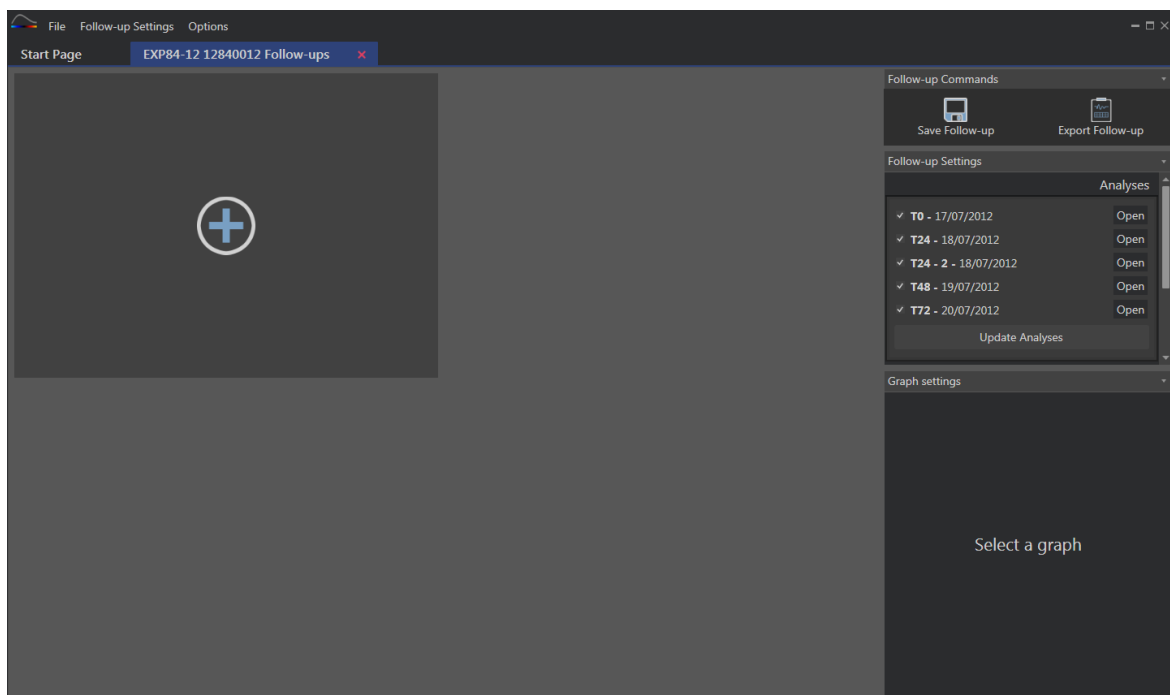 File Follow-up Settings Options
Start Page EXP84-12 12840012 Follow-ups
Follow-up Commands
Save Follow-up Export Follow-up
Follow-up Settings
Analyses
T0 - 17/07/2012 Open
T24 - 18/07/2012 Open
T24 - 2 - 18/07/2012 Open
T48 - 19/07/2012 Open
T72 - 20/07/2012 Open
Update Analyses
Graph settings
Select a graph